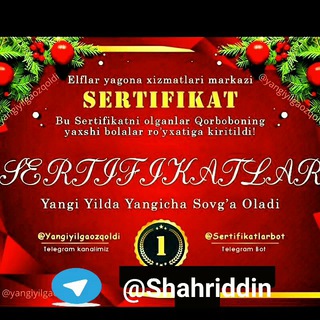 Elflar yagona xizmatlari markazi
SERTIFIKAT
Bu Sertifikatni olganlar Qorboboning
yaxshi bolalar ro'yxatiga kiritildi!
SERTIFIKATLAR
Yangi Yilda Yangicha Sovg'a Oladi
@Yangiyilgaozqoldi
Telegram kanalimiz
1
@Sertifikatlarbot
Telegram Bot
@Shahriddin